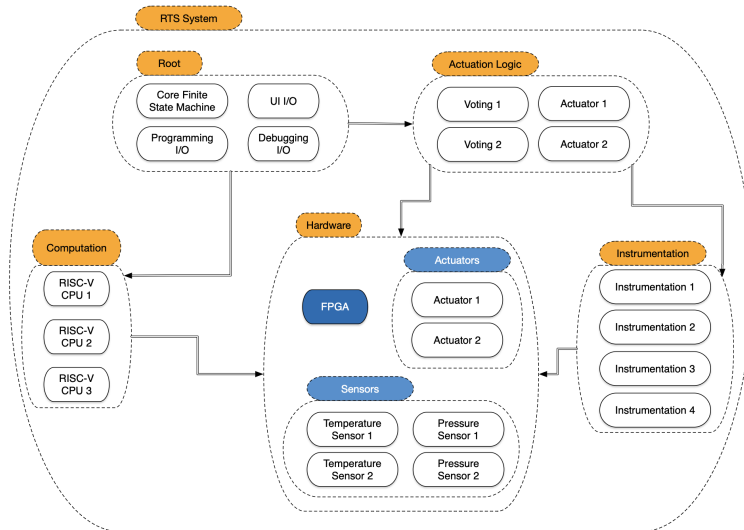 RTS System
Root
Core Finite
State Machine
UI I/O
Programming
I/O
Debugging
I/O
Actuation Logic
Voting 1
Actuator 1
Voting 2
Actuator 2
Computation
RISC-V
CPU 1
RISC-V
CPU 2
RISC-V
CPU 3
Hardware
FPGA
Actuators
Actuator 1
Actuator 2
Sensors
Temperature
Sensor 1
Pressure
Sensor 1
Temperature
Sensor 2
Pressure
Sensor 2
Instrumentation
Instrumentation 1
Instrumentation 2
Instrumentation 3
Instrumentation 4